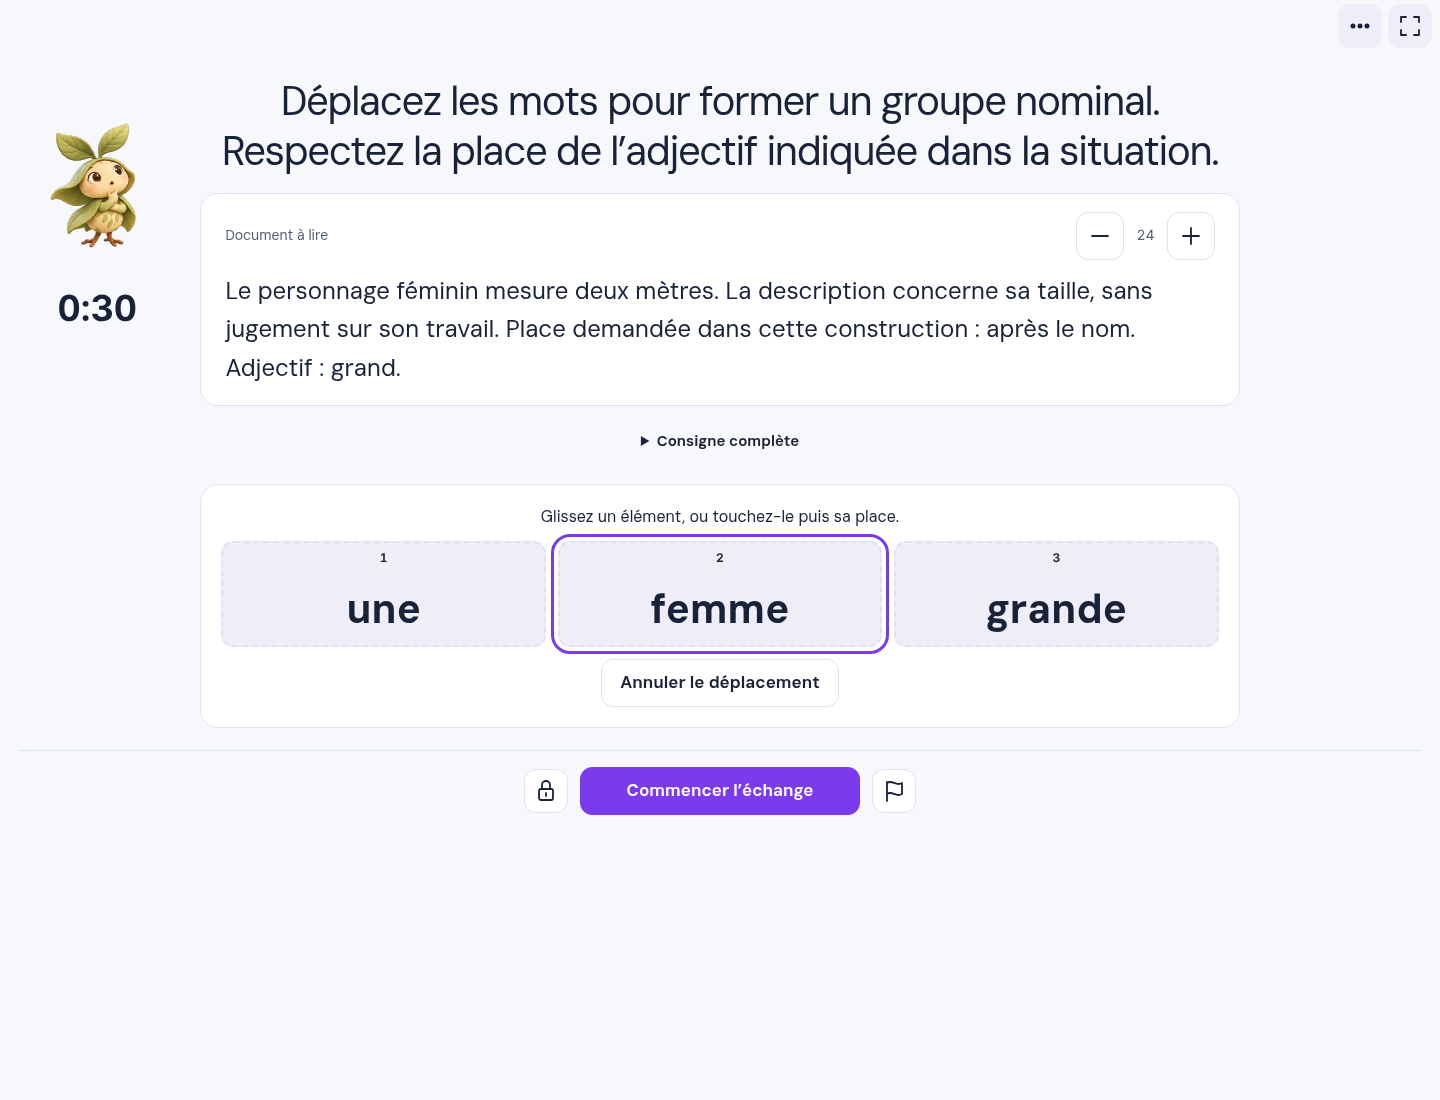 Déplacez les mots pour former un groupe nominal.
Respectez la place de l’adjectif indiquée dans la situation.
0:30
Document à lire
24
Le personnage féminin mesure deux mètres. La description concerne sa taille, sans
jugement sur son travail. Place demandée dans cette construction : après le nom.
Adjectif : grand.
Consigne complète
Glissez un élément, ou touchez-le puis sa place.
1
une
2
femme
3
grande
Annuler le déplacement
Commencer l’échange